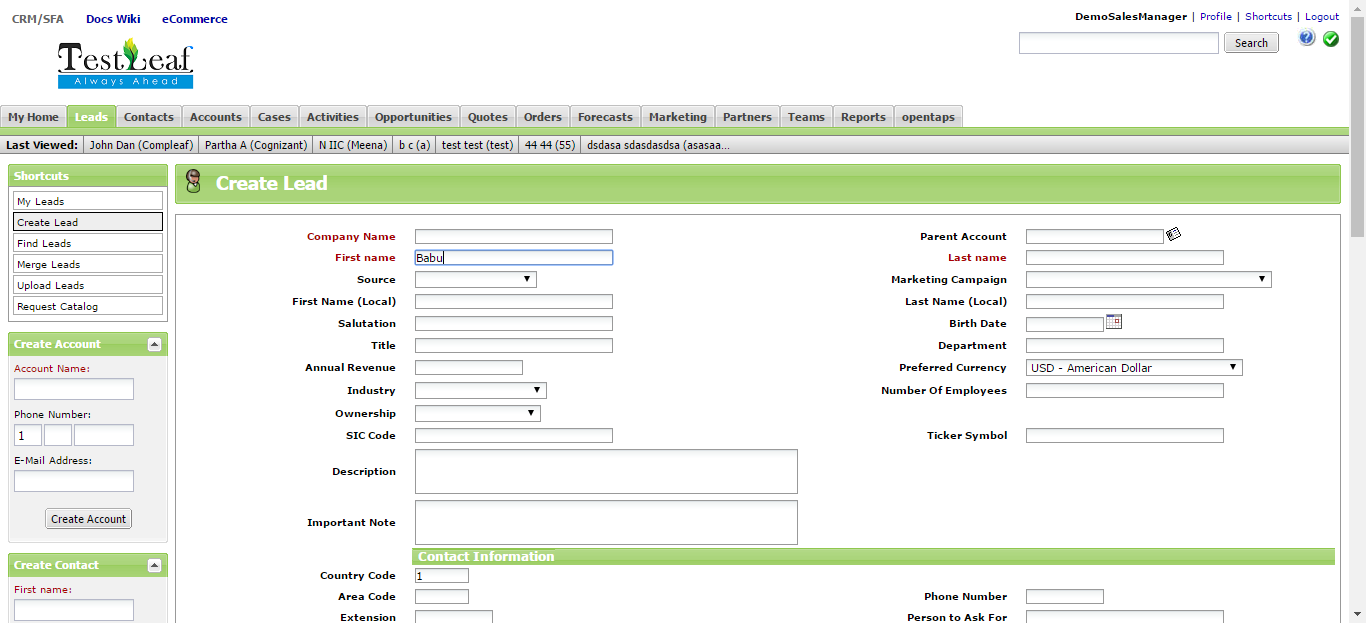 CRM/SFA Docs Wiki eCommerce
DemoSalesManager | Profile | Shortcuts | Logout
TestLeaf
Always Ahead
Search
My Home Leads Contacts Accounts Cases Activities Opportunities Quotes Orders Forecasts Marketing Partners Teams Reports opentaps
Last Viewed: John Dan (Compleaf) Partha A (Cognizant) N IIC (Meena) b c (a) test test (test) 44 44 (55) dsdasa sdasdasdsa (asasaa...
Shortcuts
My Leads
Create Lead
Find Leads
Merge Leads
Upload Leads
Request Catalog
Create Account
Account Name:
Phone Number:
1
E-Mail Address:
Create Account
Create Contact
First name:
Create Lead
Company Name Parent Account
First name Babu Last name
Source Marketing Campaign
First Name (Local) Last Name (Local)
Salutation Birth Date
Title Department
Annual Revenue Preferred Currency USD - American Dollar
Industry Number Of Employees
Ownership
SIC Code Ticker Symbol
Description
Important Note
Contact Information
Country Code 1
Area Code Phone Number
Extension Person to Ask For